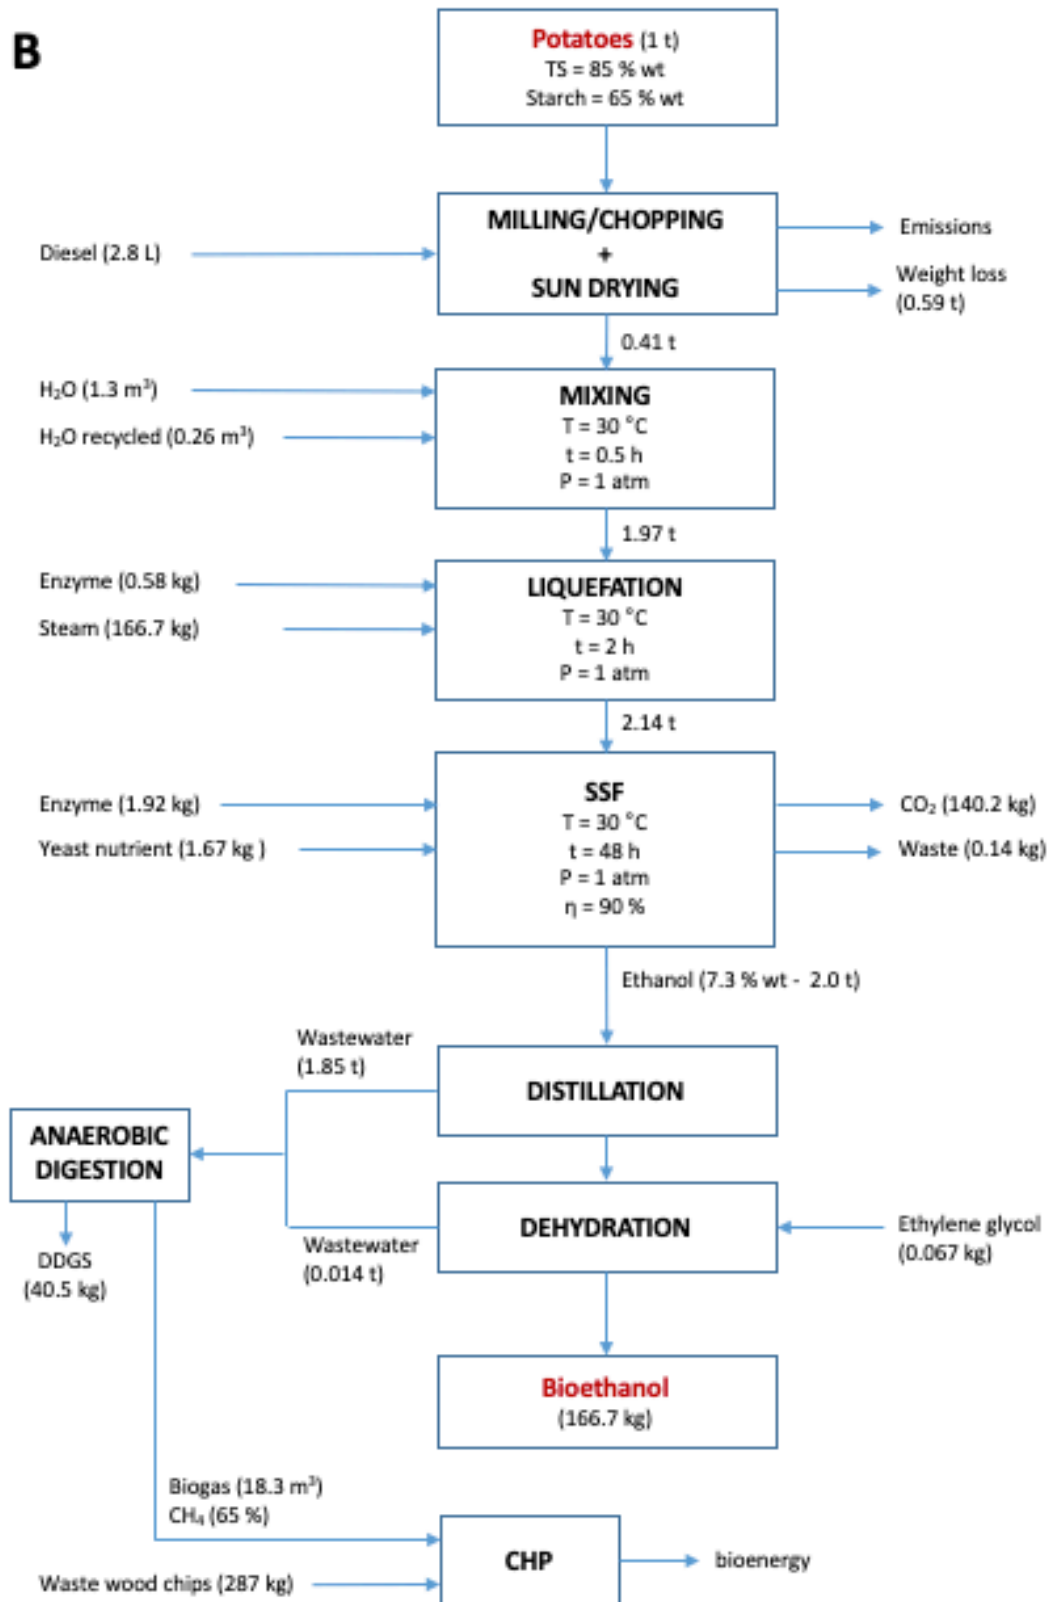 B
Potatoes (1 t)
TS = 85 % wt
Starch = 65 % wt
MILLING/CHOPPING
+
SUN DRYING
Diesel (2.8 L)
Emissions
Weight loss
(0.59 t)
0.41 t
H₂O (1.3 m³)
H₂O recycled (0.26 m³)
MIXING
T = 30 °C
t = 0.5 h
P = 1 atm
1.97 t
Enzyme (0.58 kg)
Steam (166.7 kg)
LIQUEFATION
T = 30 °C
t = 2 h
P = 1 atm
2.14 t
Enzyme (1.92 kg)
Yeast nutrient (1.67 kg )
SSF
T = 30 °C
t = 48 h
P = 1 atm
η = 90 %
CO₂ (140.2 kg)
Waste (0.14 kg)
Ethanol (7.3 % wt - 2.0 t)
Wastewater
(1.85 t)
DISTILLATION
ANAEROBIC
DIGESTION
DEHYDRATION
Ethylene glycol
(0.067 kg)
Wastewater
(0.014 t)
DDGS
(40.5 kg)
Bioethanol
(166.7 kg)
Biogas (18.3 m³)
CH₄ (65 %)
CHP
bioenergy
Waste wood chips (287 kg)